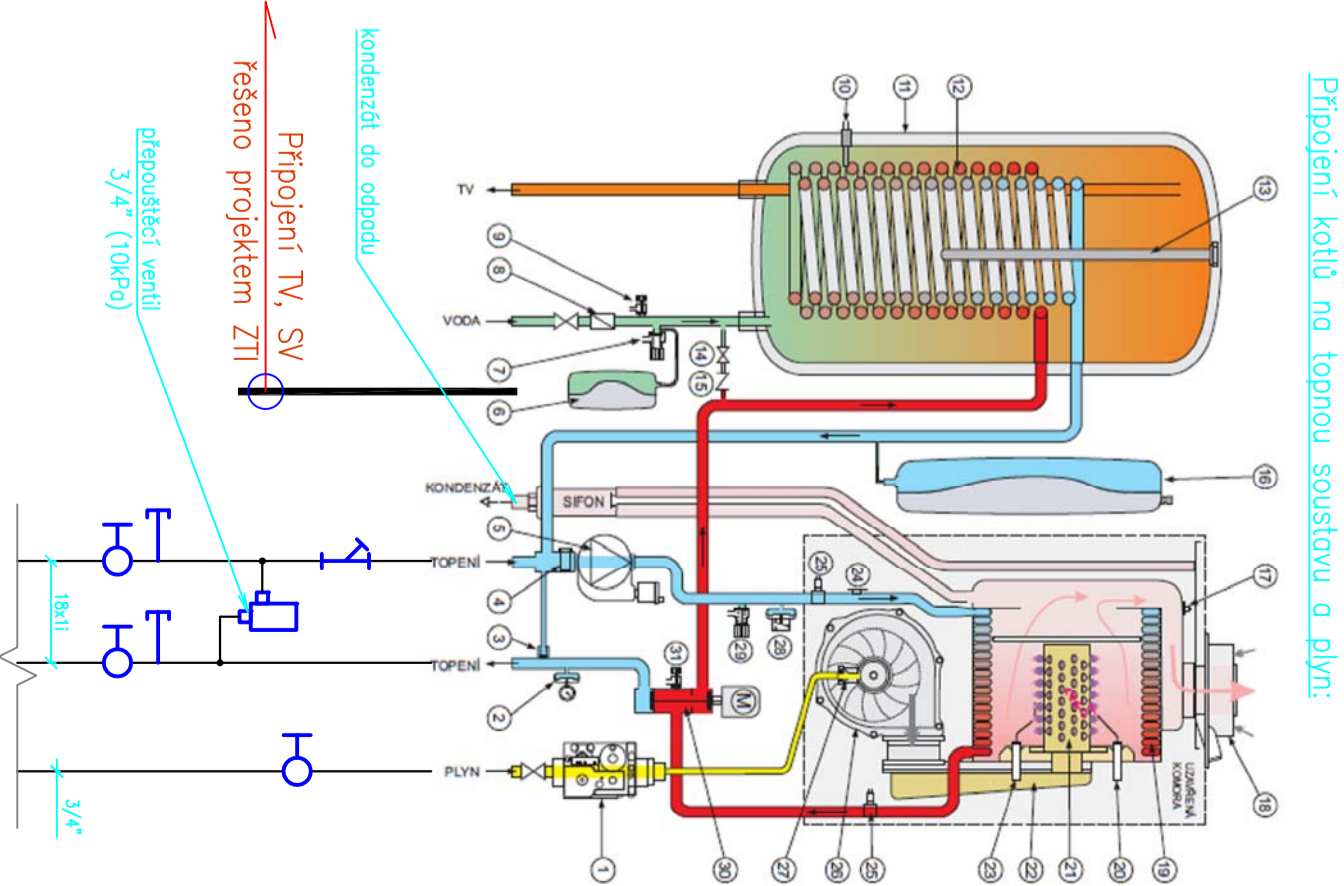 Připojení kotlů na topnou soustavu a plyn:
kondenzát do odpadu
Připojení TV, SV
řešeno projektem ZTI
přepouštěcí ventil
3/4" (10kPa)
10
11
12
13
TV
9
8
VODA
7
6
14
15
16
KONDENZÁT
SIFON
5
TOPENÍ
4
25
24
17
3
29
28
TOPENÍ
31
2
M
18x1i
PLYN
UZAVŘENÁ
KOMORA
18
3/4"
1
30
27
26
25
23
22
21
20
19